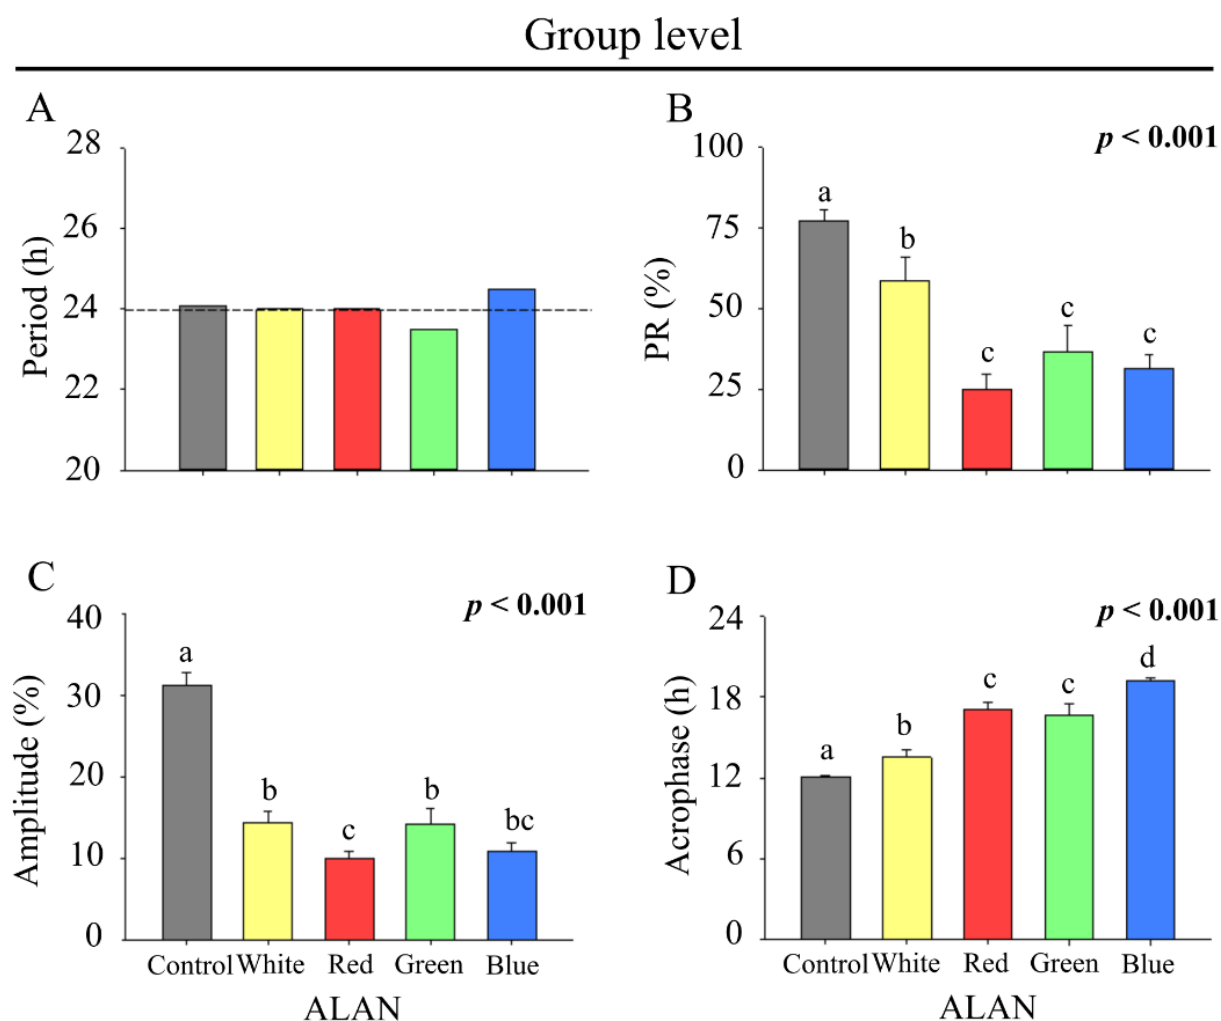 Group level
A
28
26
24
22
20
Period (h)
B
p < 0.001
100
75
50
25
0
PR (%)
a
b
c
c
c
C
p < 0.001
40
30
20
10
0
Amplitude (%)
a
b
c
b
bc
Control White Red Green Blue
ALAN
D
p < 0.001
24
18
12
6
0
Acrophase (h)
a
b
c
c
d
Control White Red Green Blue
ALAN